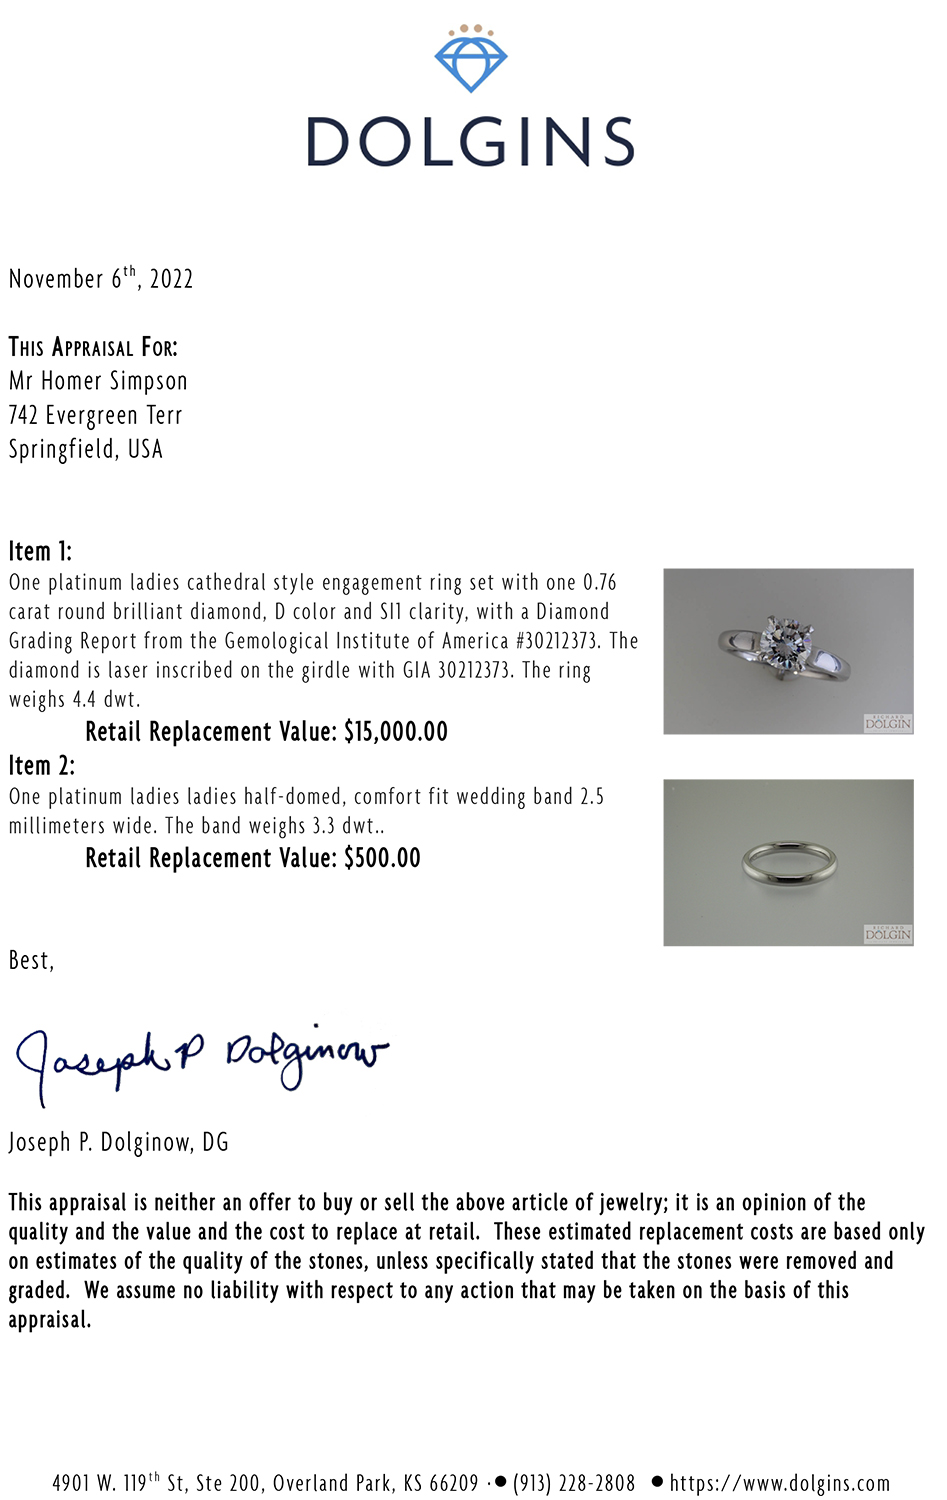 DOLGINS
November 6th, 2022
THIS APPRAISAL FOR:
Mr Homer Simpson
742 Evergreen Terr
Springfield, USA
Item 1:
One platinum ladies cathedral style engagement ring set with one 0.76
carat round brilliant diamond, D color and SI1 clarity, with a Diamond
Grading Report from the Gemological Institute of America #30212373. The
diamond is laser inscribed on the girdle with GIA 30212373. The ring
weighs 4.4 dwt.
Retail Replacement Value: $15,000.00
RICHARD
DOLGIN
Item 2:
One platinum ladies ladies half-domed, comfort fit wedding band 2.5
millimeters wide. The band weighs 3.3 dwt..
Retail Replacement Value: $500.00
RICHARD
DOLGIN
Best,
Joseph P Dolginow
Joseph P. Dolginow, DG
This appraisal is neither an offer to buy or sell the above article of jewelry; it is an opinion of the
quality and the value and the cost to replace at retail.  These estimated replacement costs are based only
on estimates of the quality of the stones, unless specifically stated that the stones were removed and
graded.  We assume no liability with respect to any action that may be taken on the basis of this
appraisal.
4901 W. 119th St, Ste 200, Overland Park, KS 66209 ·● (913) 228-2808 ● https://www.dolgins.com